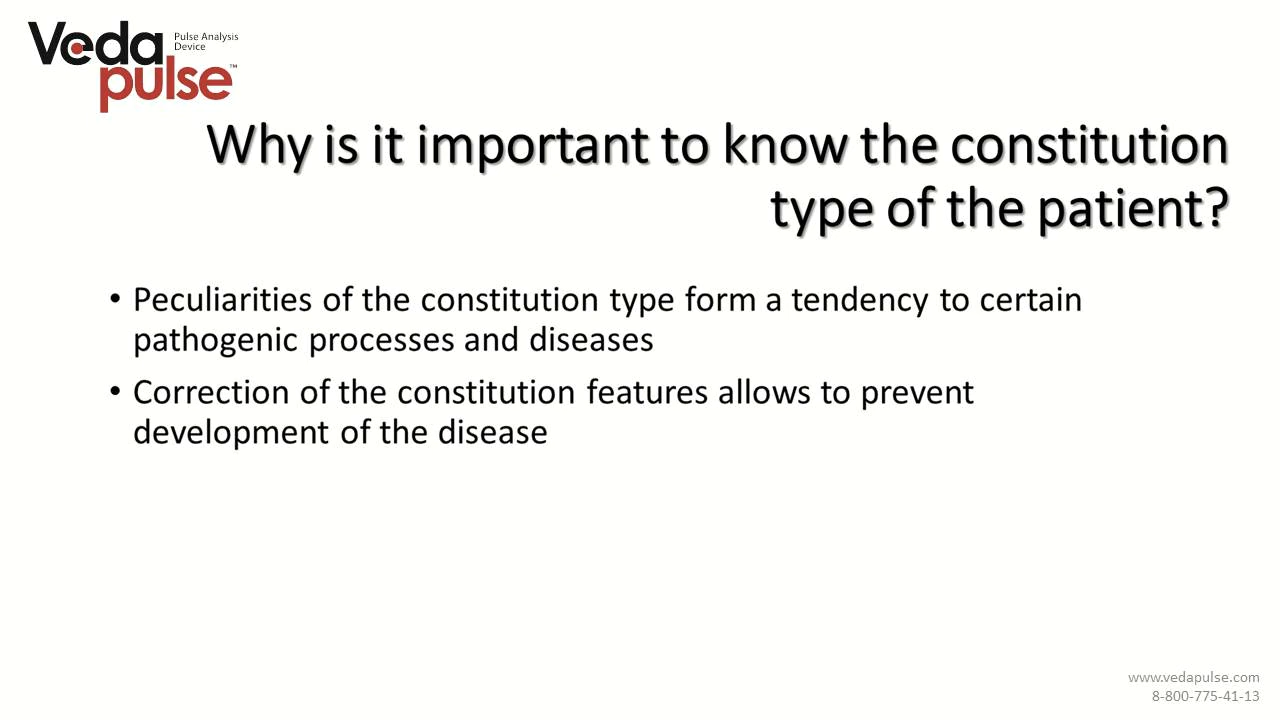 Veda
pulse™
Pulse Analysis
Device
Why is it important to know the constitution
type of the patient?
• Peculiarities of the constitution type form a tendency to certain
pathogenic processes and diseases
• Correction of the constitution features allows to prevent
development of the disease
www.vedapulse.com
8-800-775-41-13